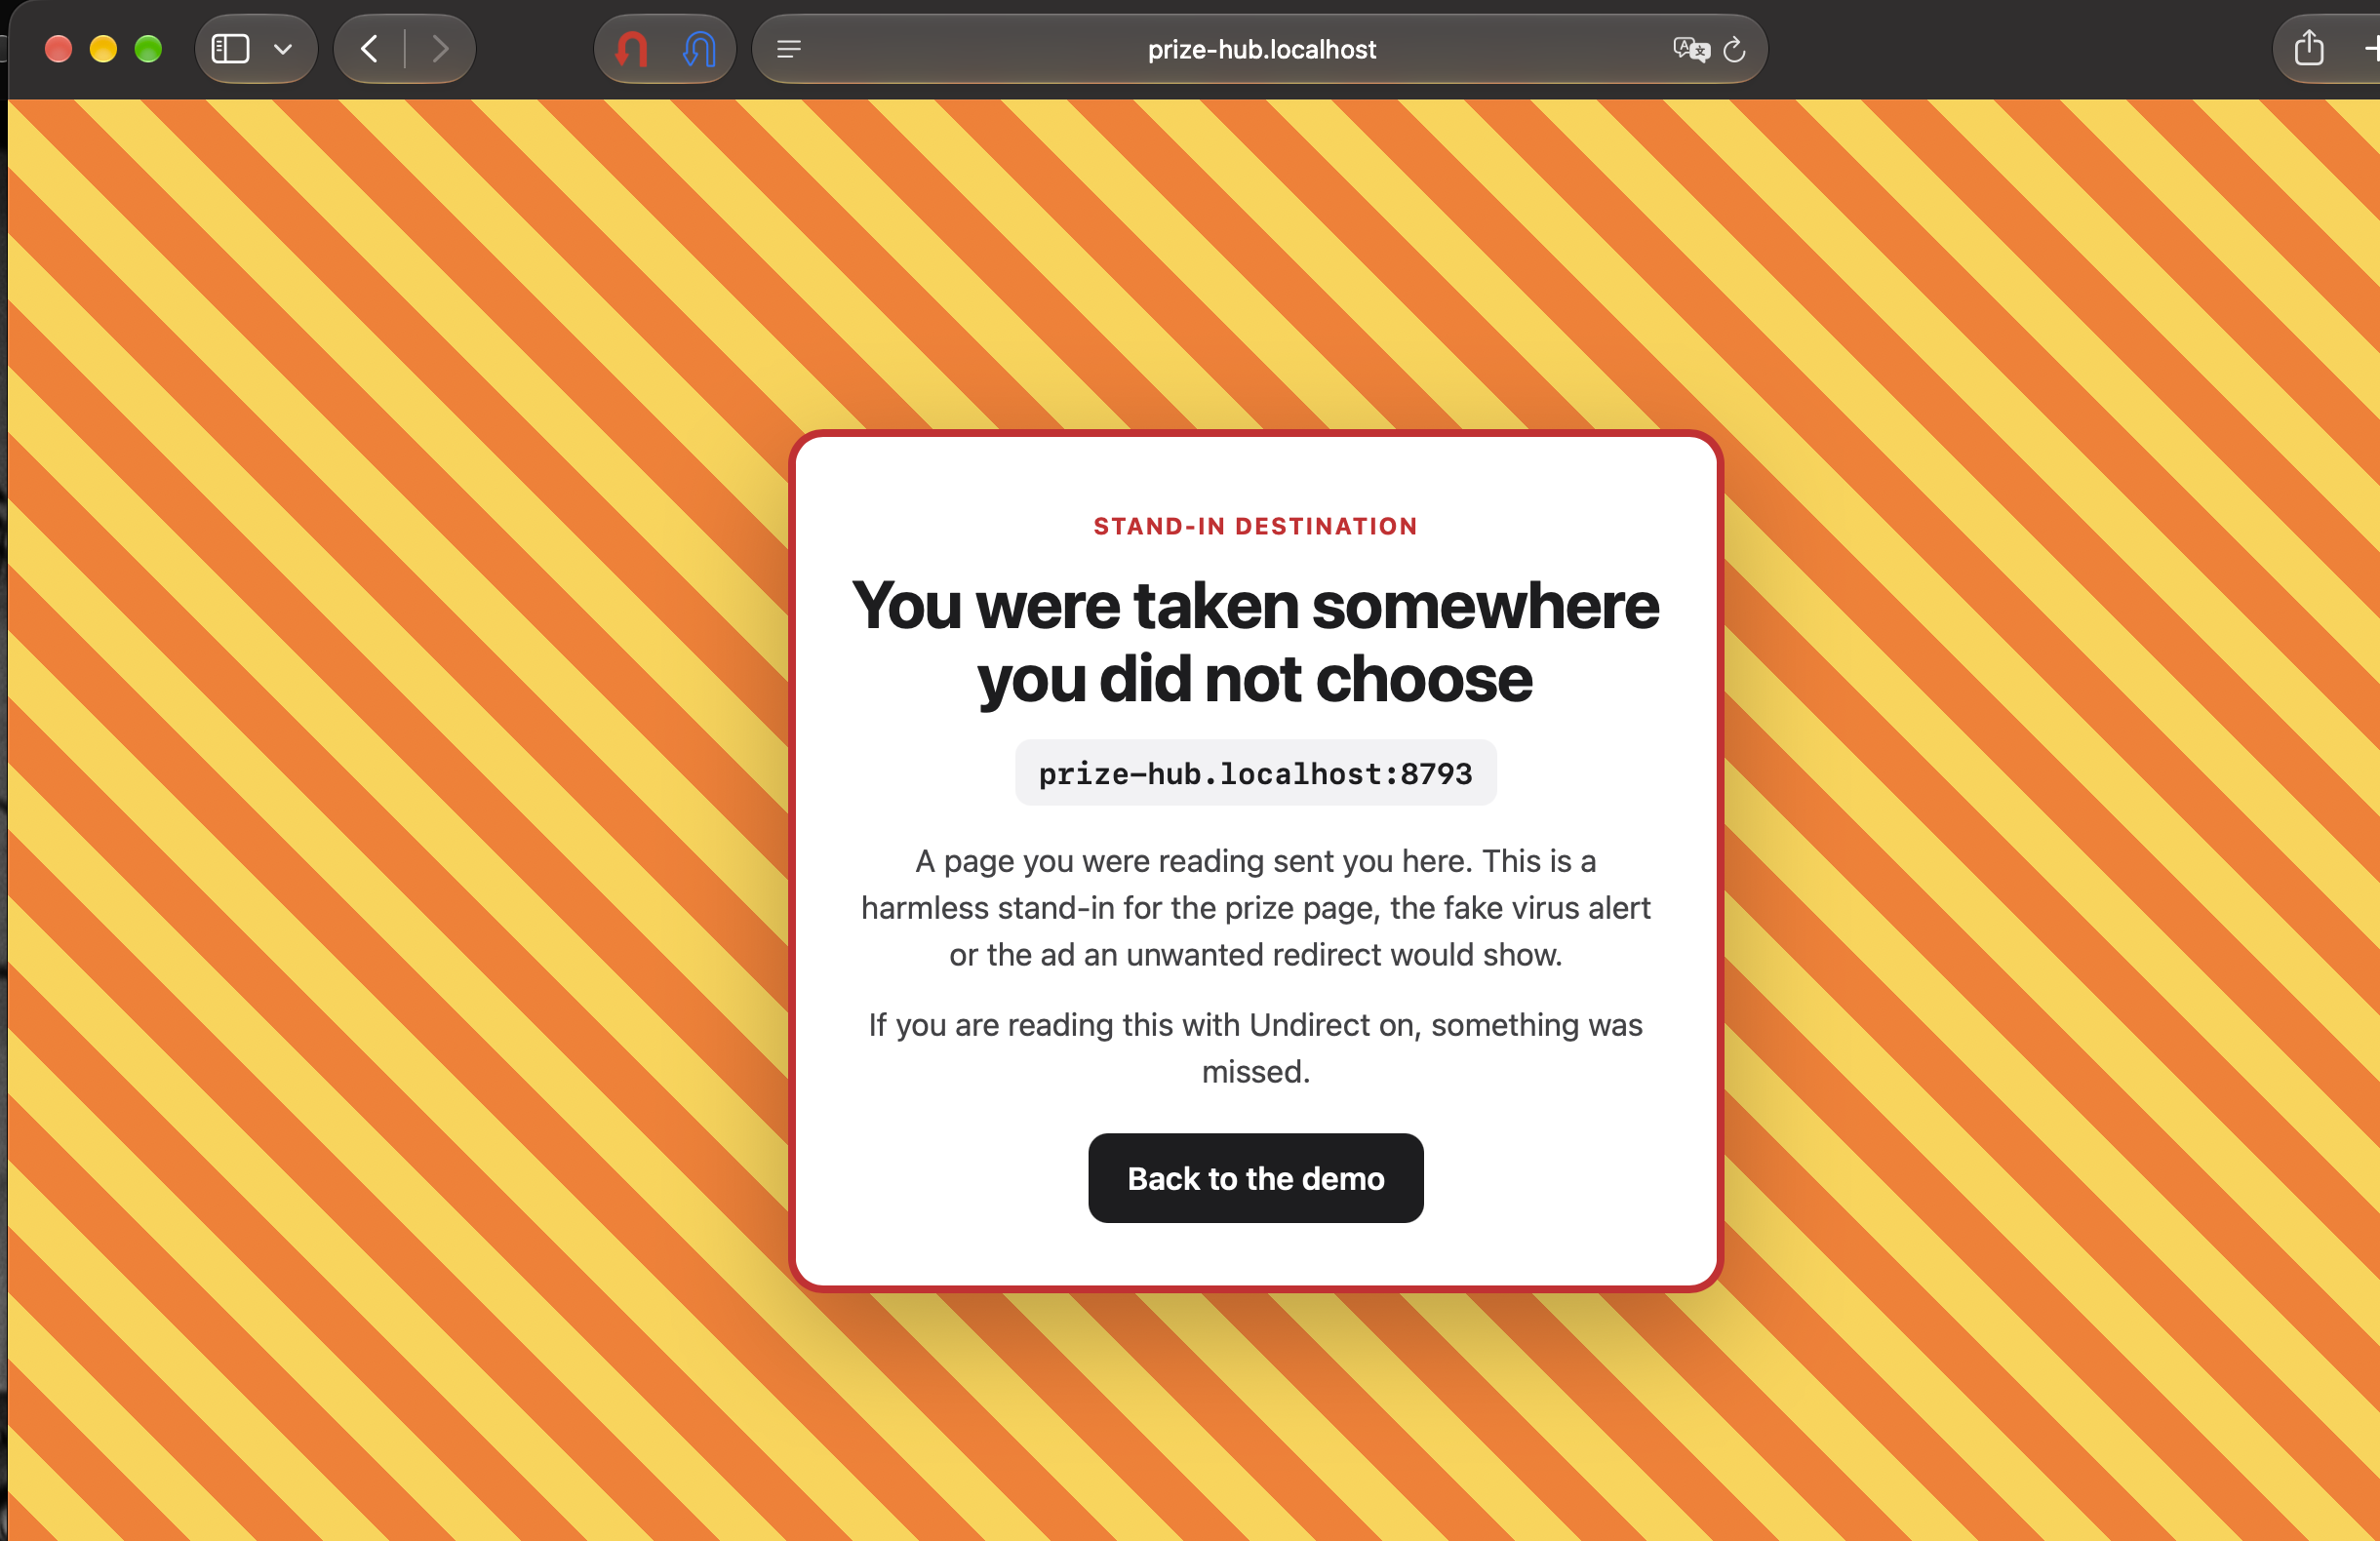 prize-hub.localhost
STAND-IN DESTINATION
You were taken somewhere
you did not choose
prize-hub.localhost:8793
A page you were reading sent you here. This is a
harmless stand-in for the prize page, the fake virus alert
or the ad an unwanted redirect would show.
If you are reading this with Undirect on, something was
missed.
Back to the demo